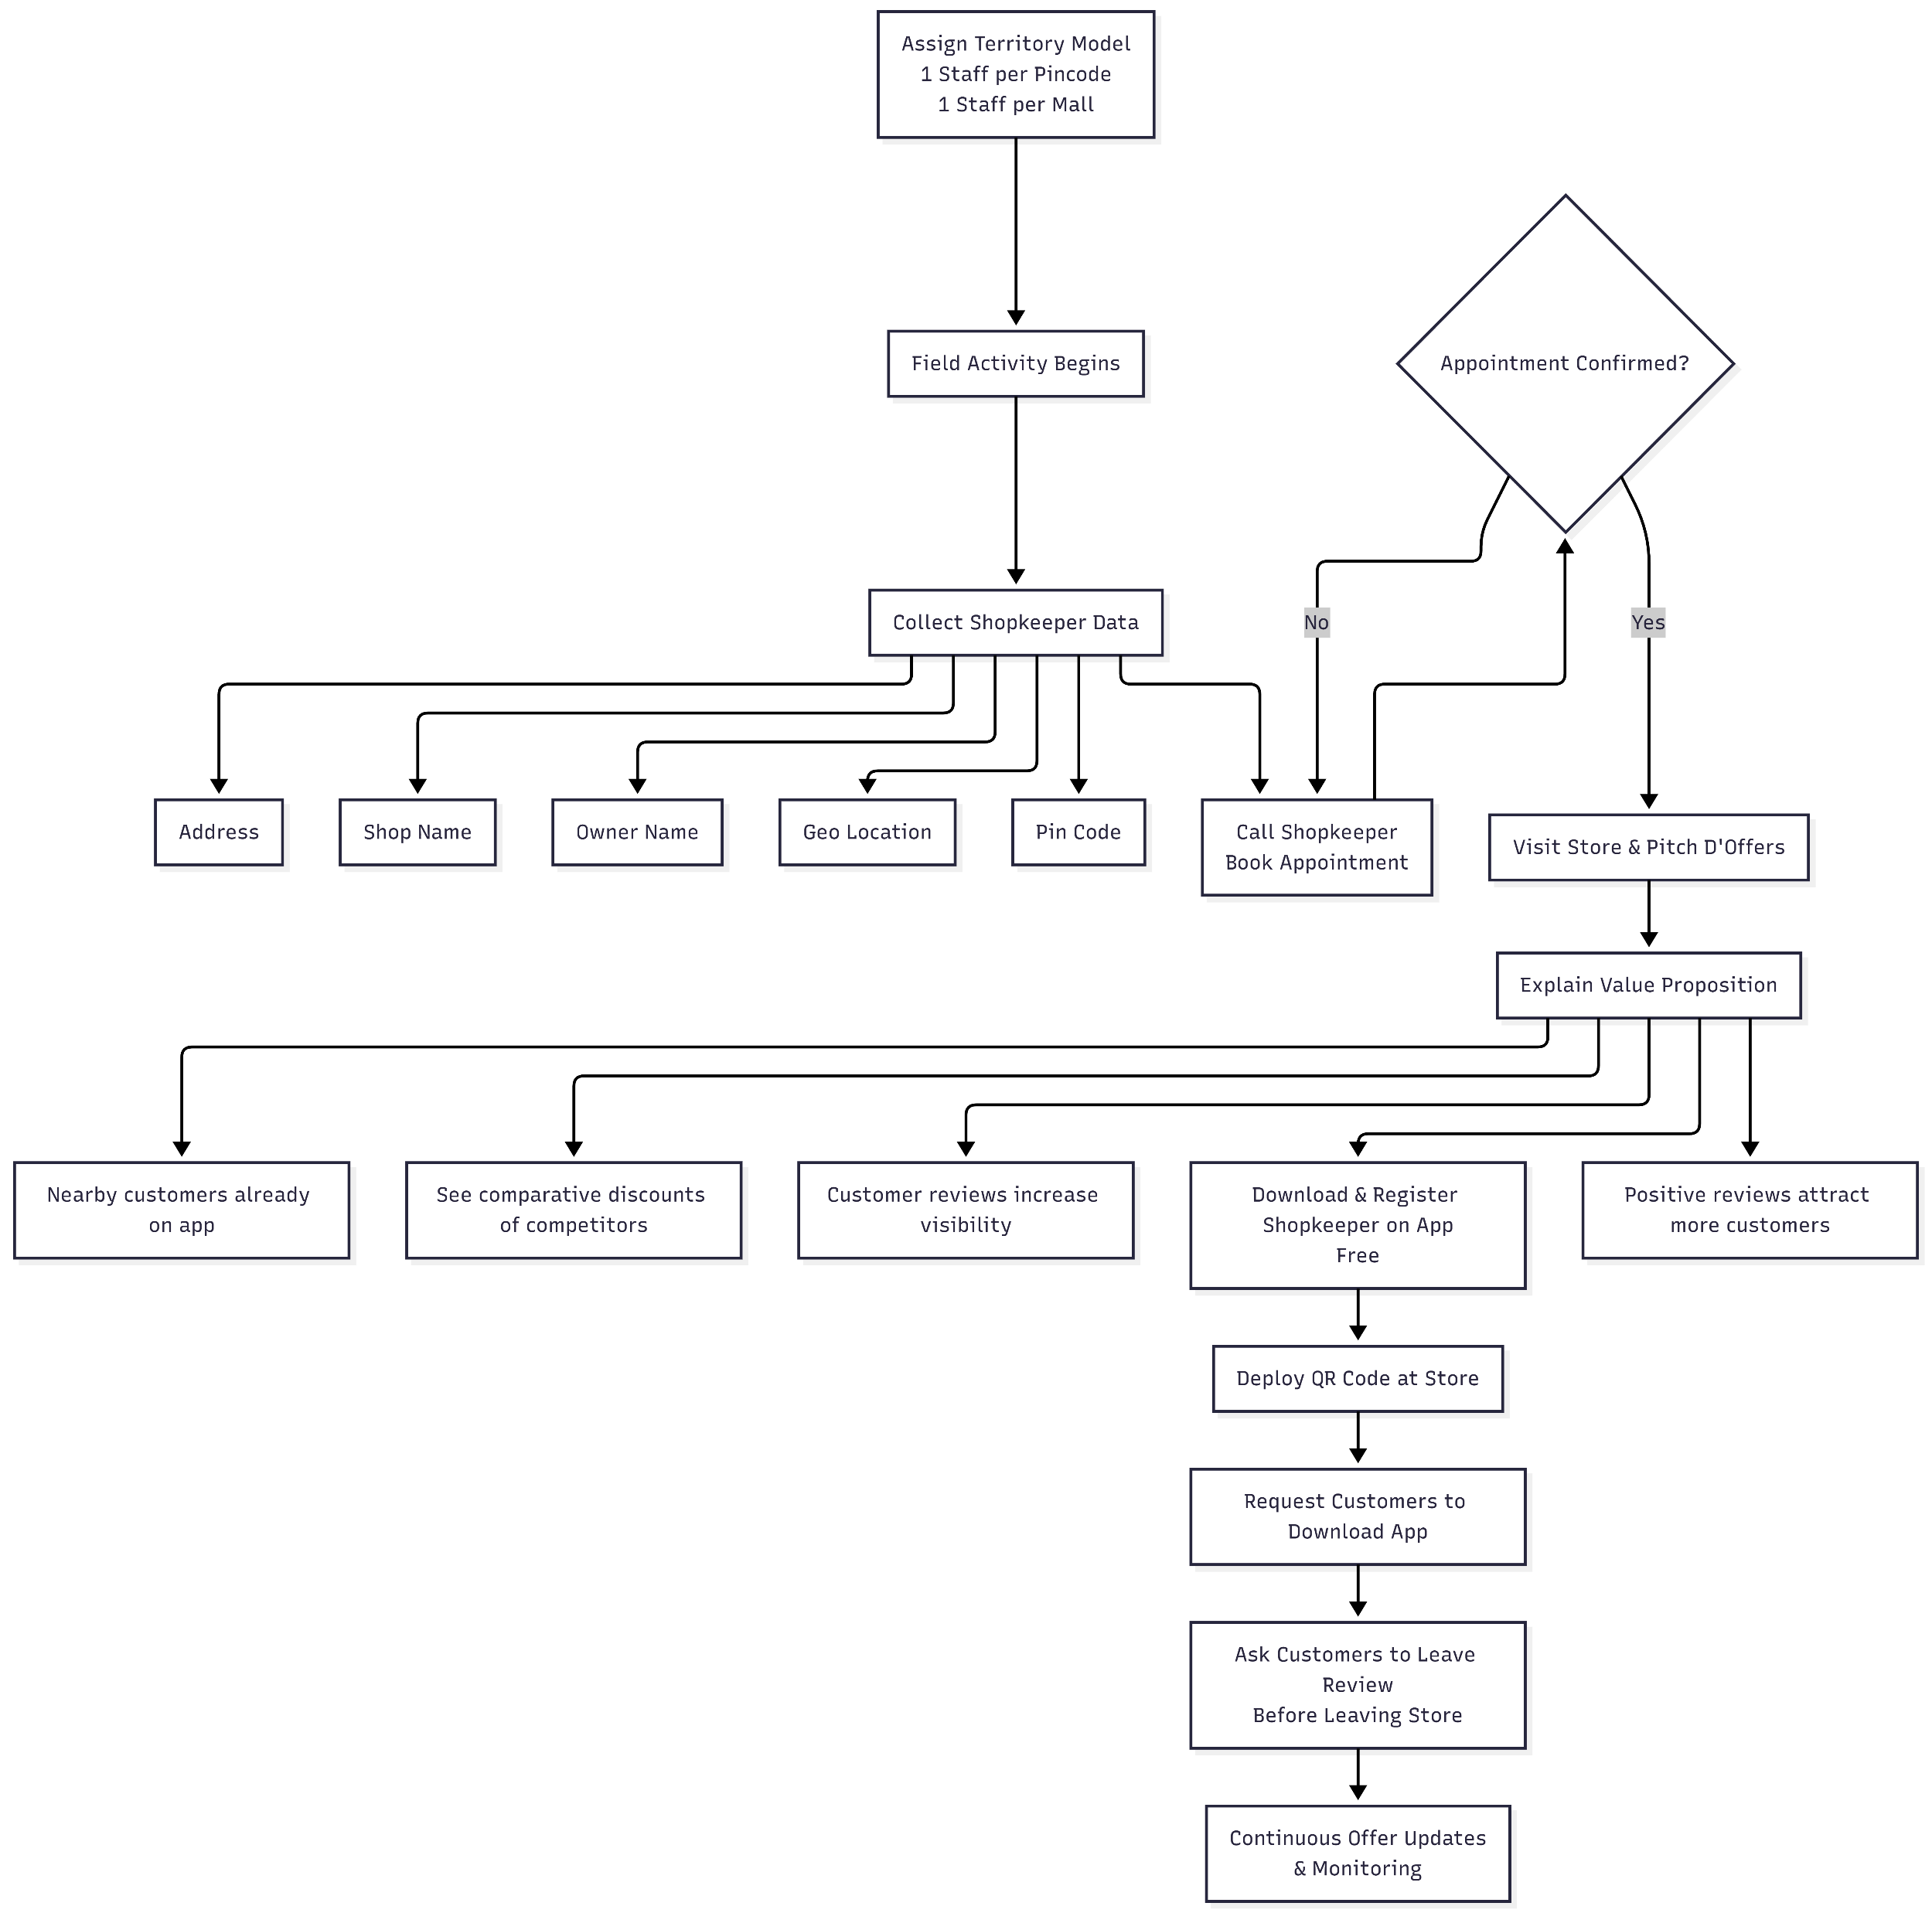 Assign Territory Model
1 Staff per Pincode
1 Staff per Mall
Field Activity Begins
Appointment Confirmed?
Collect Shopkeeper Data
No
Yes
Address
Shop Name
Owner Name
Geo Location
Pin Code
Call Shopkeeper
Book Appointment
Visit Store & Pitch D'Offers
Explain Value Proposition
Nearby customers already
on app
See comparative discounts
of competitors
Customer reviews increase
visibility
Download & Register
Shopkeeper on App
Free
Positive reviews attract
more customers
Deploy QR Code at Store
Request Customers to
Download App
Ask Customers to Leave
Review
Before Leaving Store
Continuous Offer Updates
& Monitoring